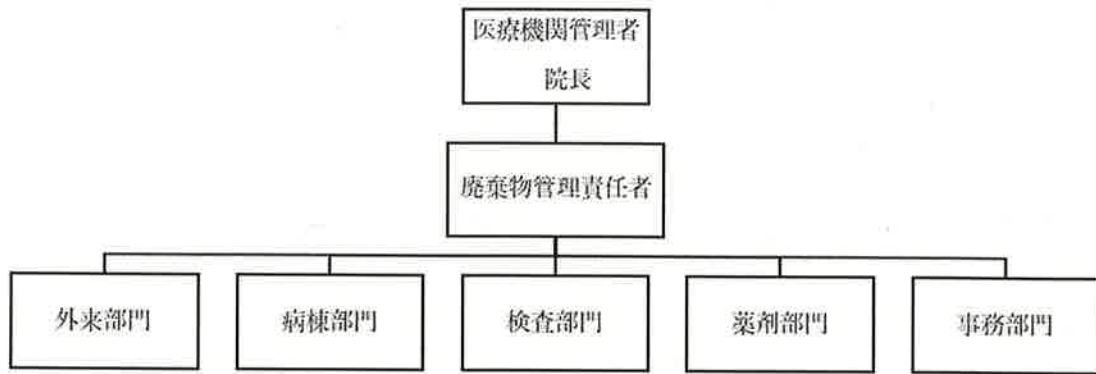 医療機関管理者
院長
廃棄物管理責任者
外来部門
病棟部門
検査部門
薬剤部門
事務部門